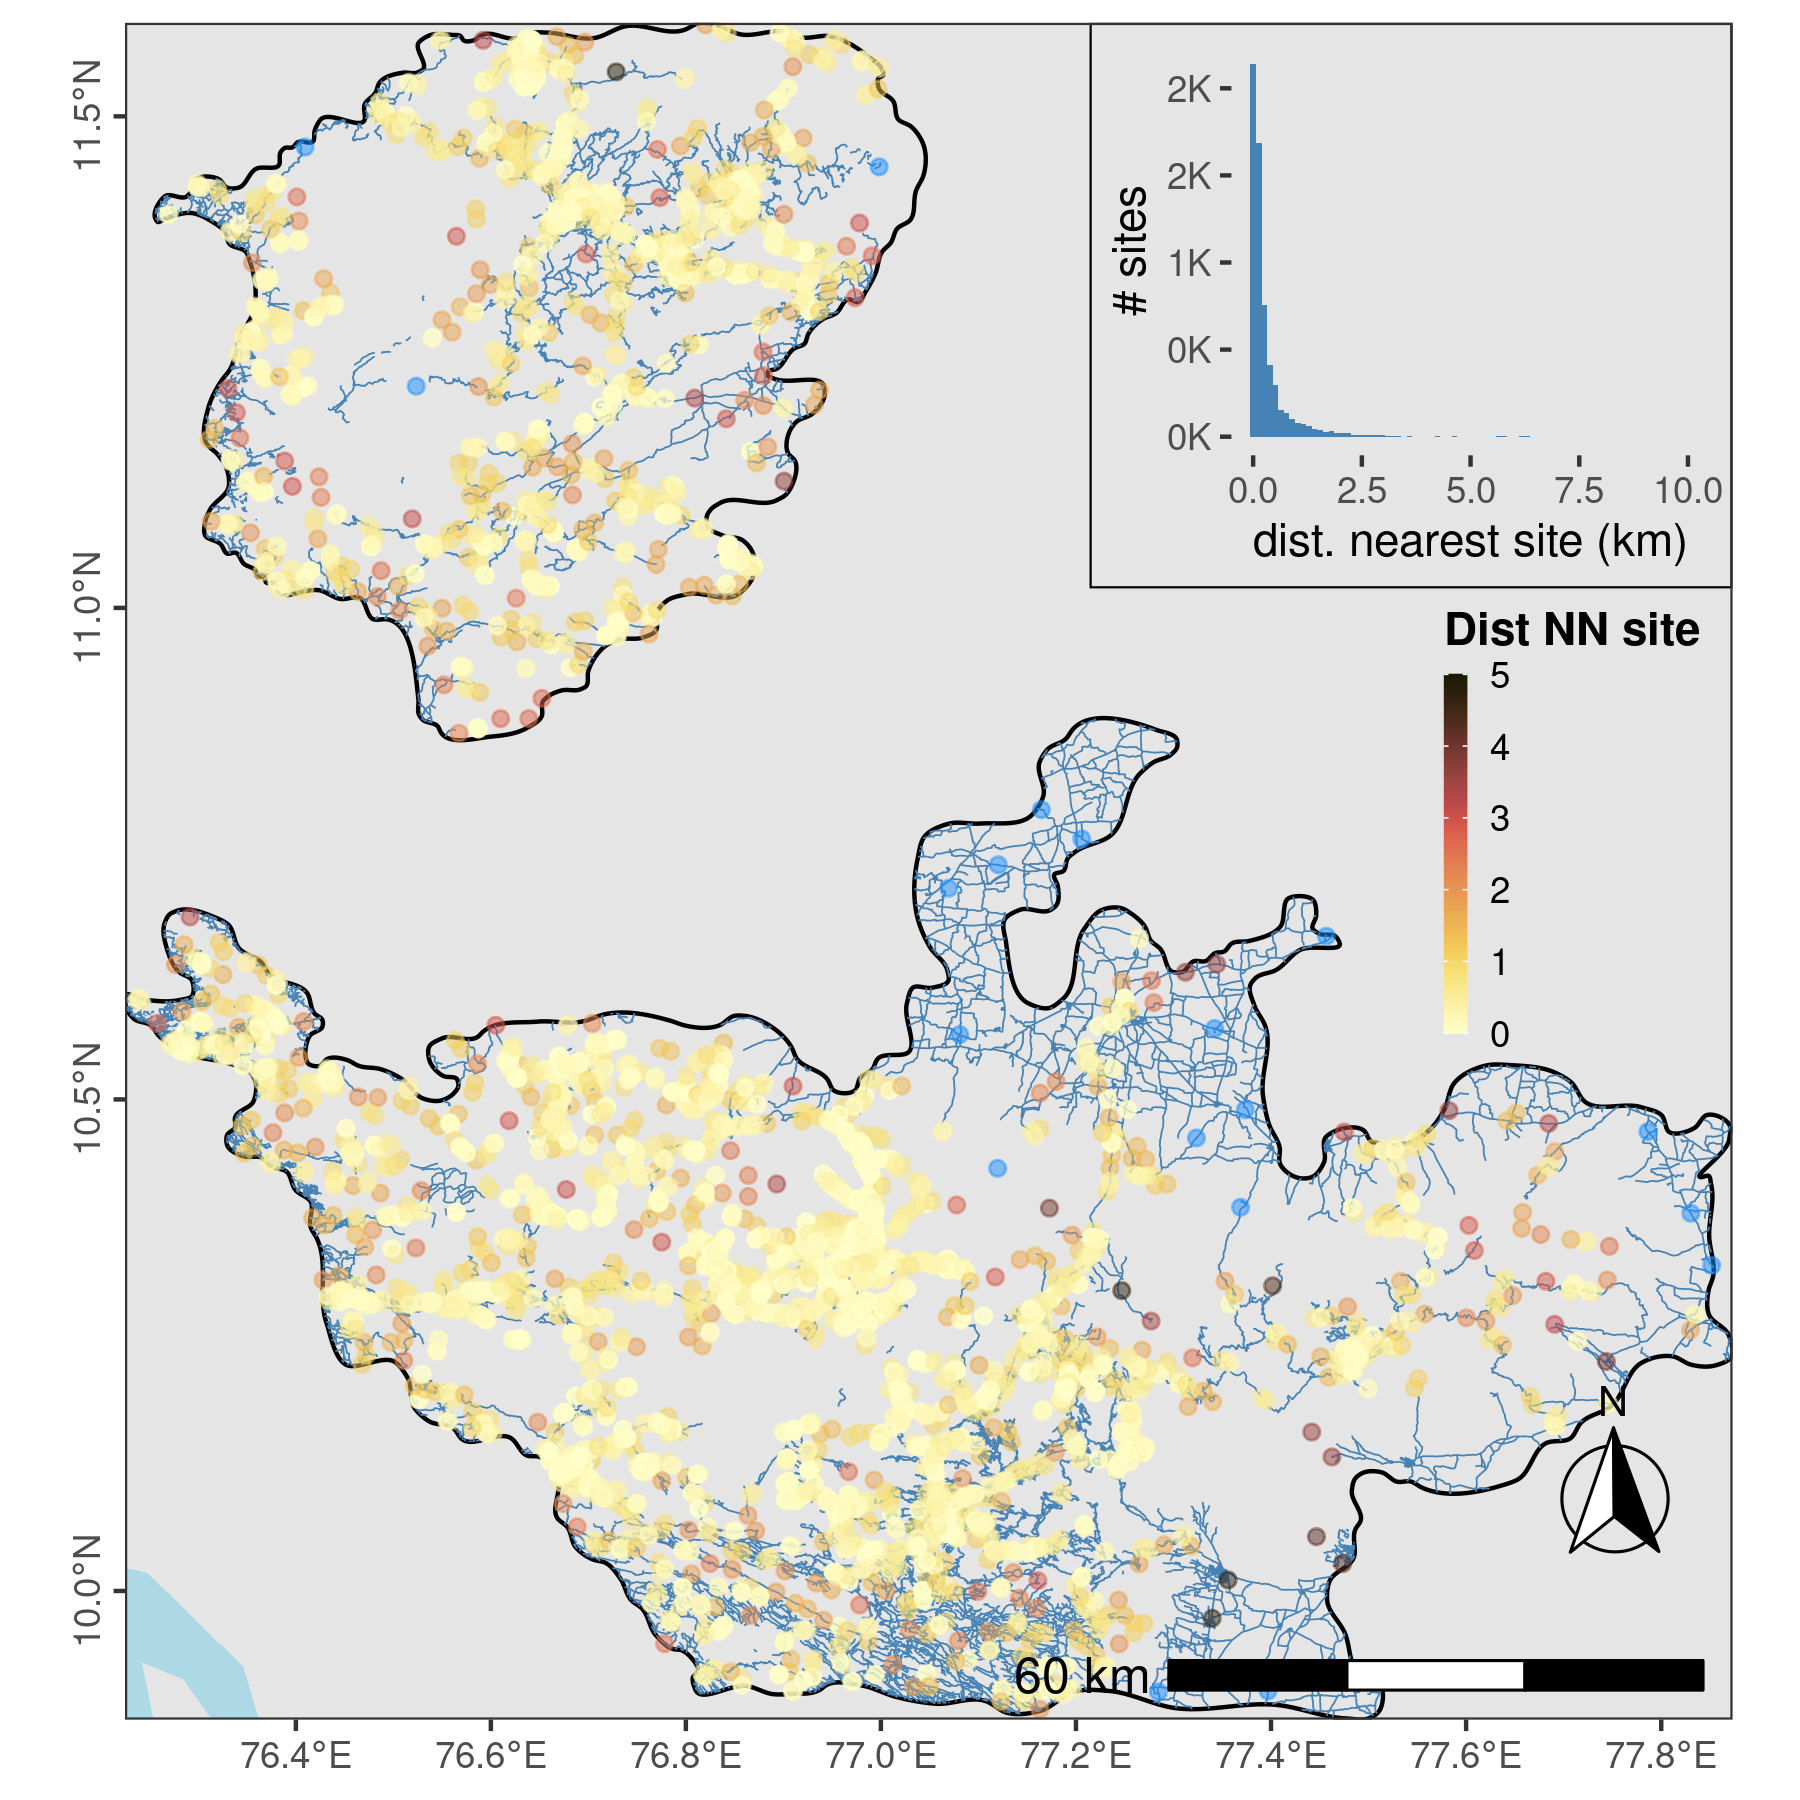 11.5°N
11.0°N
10.5°N
10.0°N
76.4°E
76.6°E
76.8°E
77.0°E
77.2°E
77.4°E
77.6°E
77.8°E
# sites
2K
2K
1K
0K
0K
0.0
2.5
5.0
7.5
10.0
dist. nearest site (km)
Dist NN site
5
4
3
2
1
0
N
60 km